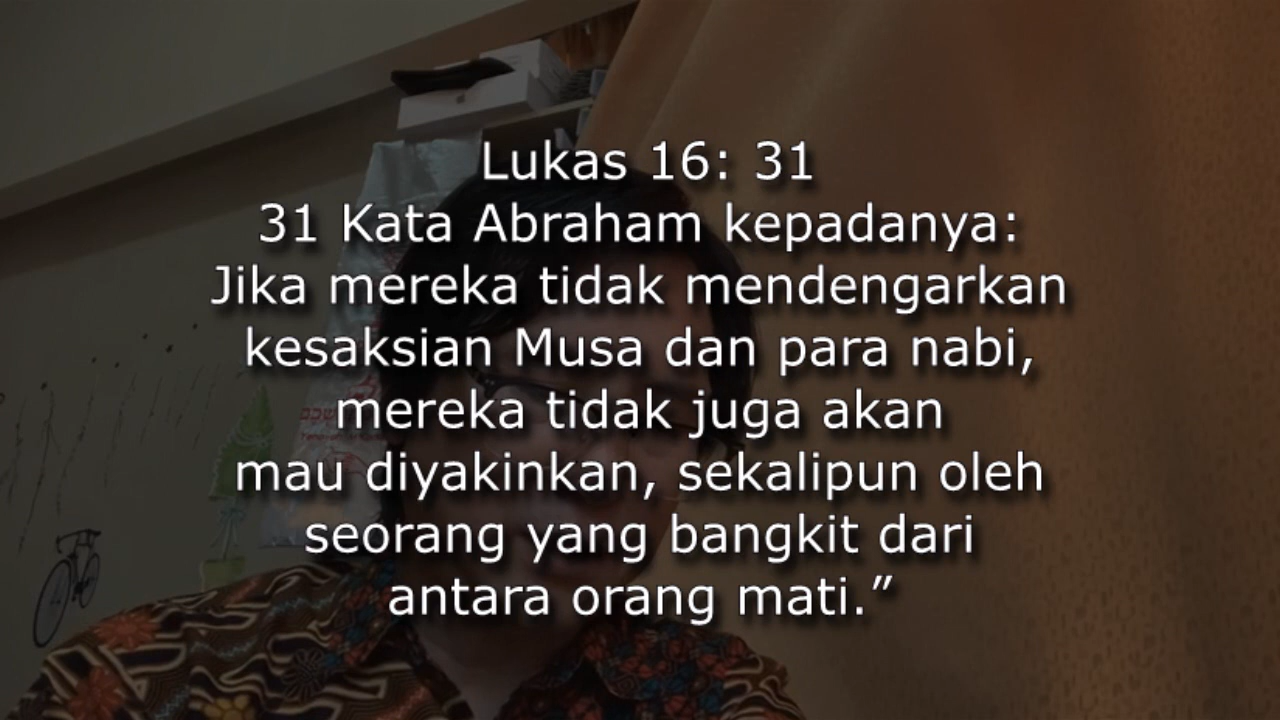 Lukas 16: 31
31 Kata Abraham kepadanya:
Jika mereka tidak mendengarkan
kesaksian Musa dan para nabi,
mereka tidak juga akan
mau diyakinkan, sekalipun oleh
seorang yang bangkit dari
antara orang mati.”